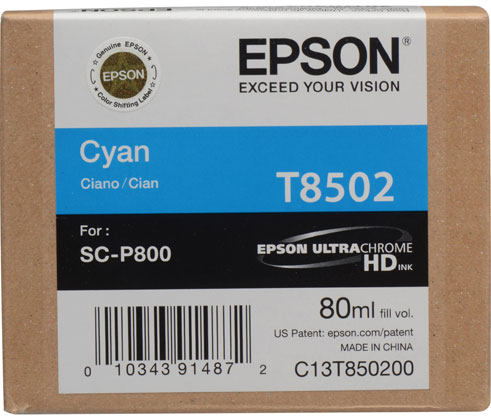 Genuine EPSON
EPSON
Color Shifting Label
EPSON®
EXCEED YOUR VISION
Cyan
Ciano / Cian
T8502
For :
SC-P800
EPSON ULTRACHROME
HD INK
80ml fill vol.
US Patent: epson.com/patent
MADE IN CHINA
0 10343 91487 2
C13T850200